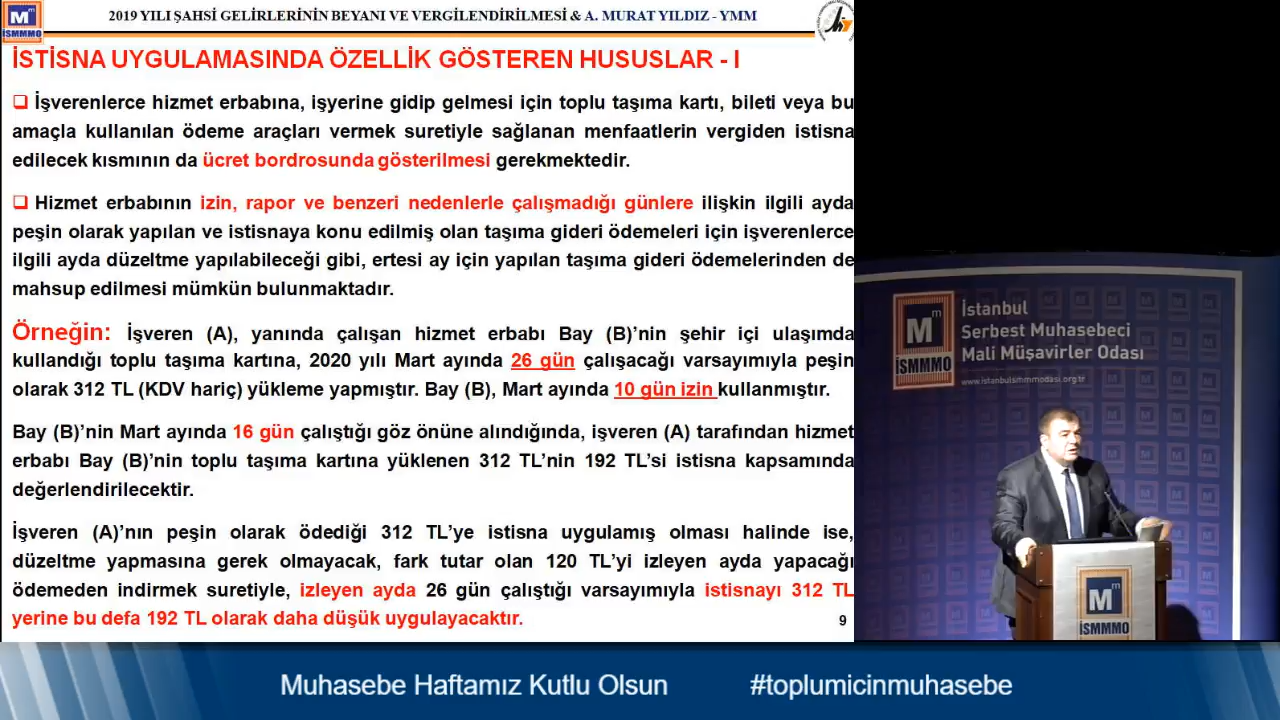 2019 YILI ŞAHSİ GELİRLERİNİN BEYANI VE VERGİLENDİRİLMESİ & A. MURAT YILDIZ - YMM
İSMMMO
İSTİSNA UYGULAMASINDA ÖZELLİK GÖSTEREN HUSUSLAR - I
❑ İşverenlerce hizmet erbabına, işyerine gidip gelmesi için toplu taşıma kartı, bileti veya bu
amaçla kullanılan ödeme araçları vermek suretiyle sağlanan menfaatlerin vergiden istisna
edilecek kısmının da ücret bordrosunda gösterilmesi gerekmektedir.
❑ Hizmet erbabının izin, rapor ve benzeri nedenlerle çalışmadığı günlere ilişkin ilgili ayda
peşin olarak yapılan ve istisnaya konu edilmiş olan taşıma gideri ödemeleri için işverenlerce
ilgili ayda düzeltme yapılabileceği gibi, ertesi ay için yapılan taşıma gideri ödemelerinden de
mahsup edilmesi mümkün bulunmaktadır.
Örneğin: İşveren (A), yanında çalışan hizmet erbabı Bay (B)’nin şehir içi ulaşımda
kullandığı toplu taşıma kartına, 2020 yılı Mart ayında 26 gün çalışacağı varsayımıyla peşin
olarak 312 TL (KDV hariç) yükleme yapmıştır. Bay (B), Mart ayında 10 gün izin kullanmıştır.
Bay (B)’nin Mart ayında 16 gün çalıştığı göz önüne alındığında, işveren (A) tarafından hizmet
erbabı Bay (B)’nin toplu taşıma kartına yüklenen 312 TL’nin 192 TL’si istisna kapsamında
değerlendirilecektir.
İşveren (A)’nın peşin olarak ödediği 312 TL’ye istisna uygulamış olması halinde ise,
düzeltme yapmasına gerek olmayacak, fark tutar olan 120 TL’yi izleyen ayda yapacağı
ödemeden indirmek suretiyle, izleyen ayda 26 gün çalıştığı varsayımıyla istisnayı 312 TL
yerine bu defa 192 TL olarak daha düşük uygulayacaktır.
9
İSMMMO
İstanbul
Serbest Muhasebeci
Mali Müşavirler Odası
www.istanbulsmmmodasi.org.tr
İSMMMO
Muhasebe Haftamız Kutlu Olsun
#toplumicinmuhasebe